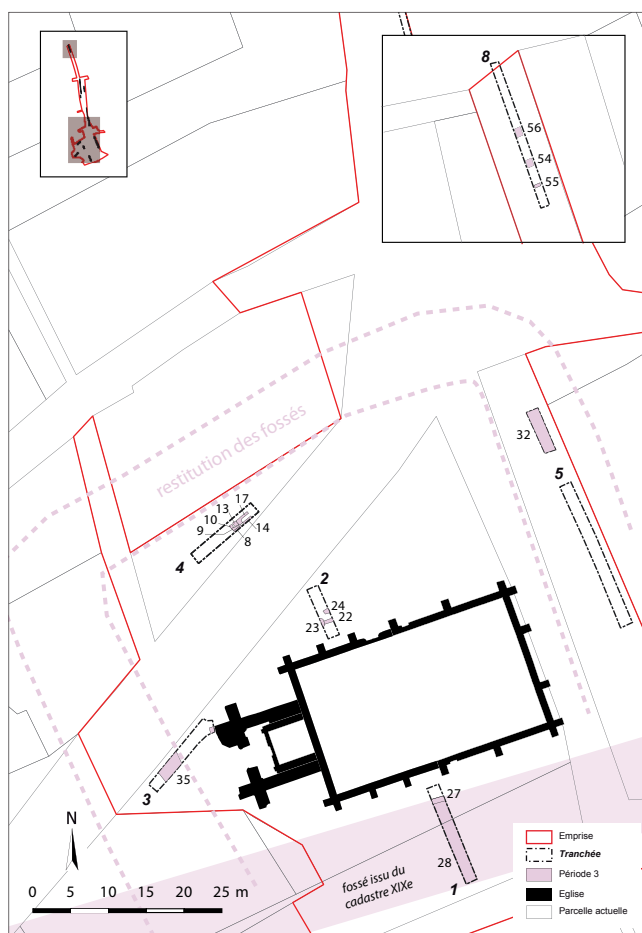 8
56
54
55
restitution des fossés
32
5
17
13
10
9
14
8
4
2
24
22
23
35
3
27
28
1
fossé issu du
cadastre XIXe
N
0 5 10 15 20 25 m
Emprise
Tranchée
Période 3
Eglise
Parcelle actuelle